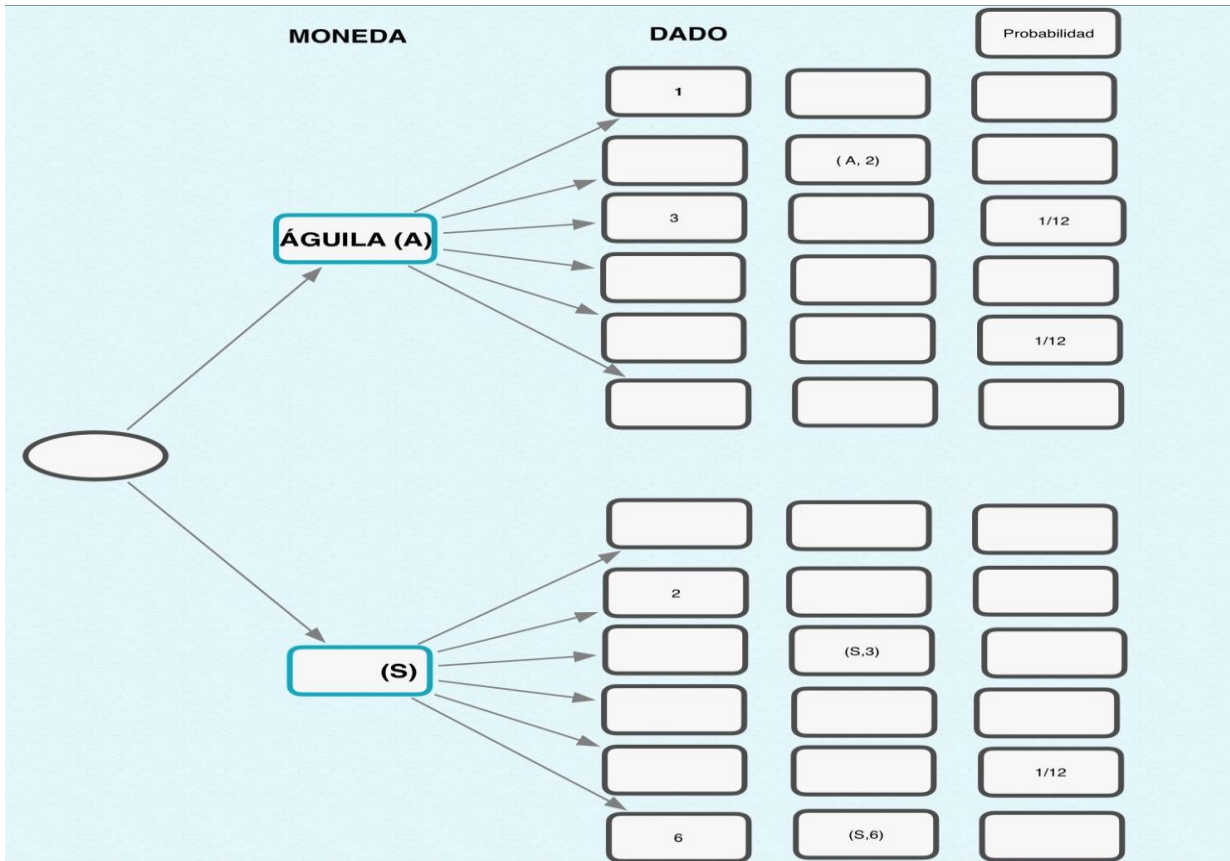 MONEDA DADO Probabilidad
1
( A, 2)
ÁGUILA (A) 3 1/12
1/12
2
(S) (S,3)
1/12
6 (S,6)